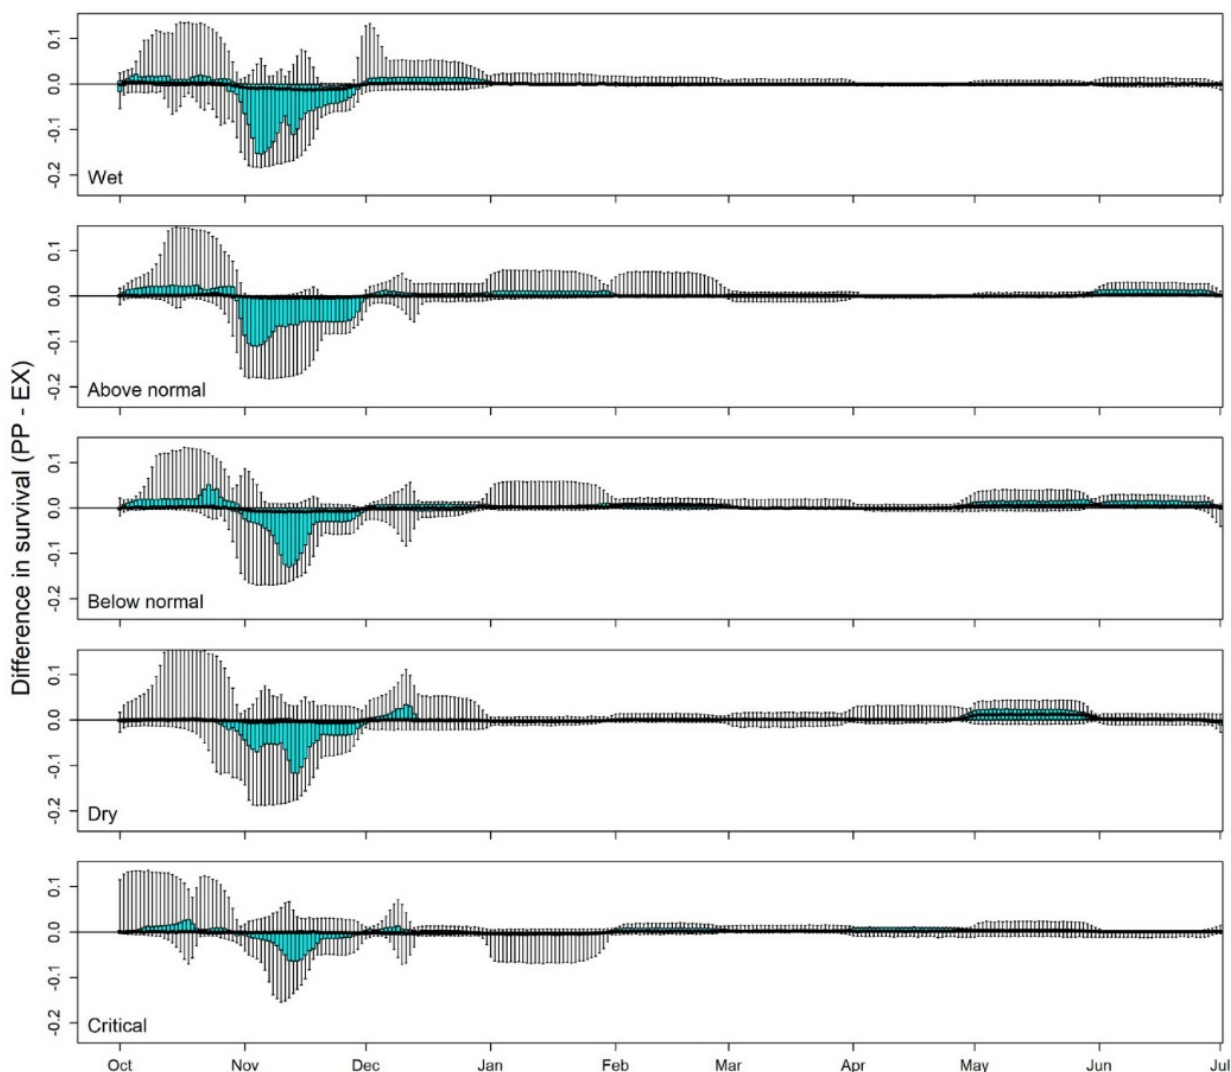 Difference in survival (PP - EX)
0.1
0.0
-0.1
-0.2
Wet
0.1
0.0
-0.1
-0.2
Above normal
0.1
0.0
-0.1
-0.2
Below normal
0.1
0.0
-0.1
-0.2
Dry
0.1
0.0
-0.1
-0.2
Critical
Oct Nov Dec Jan Feb Mar Apr May Jun Jul